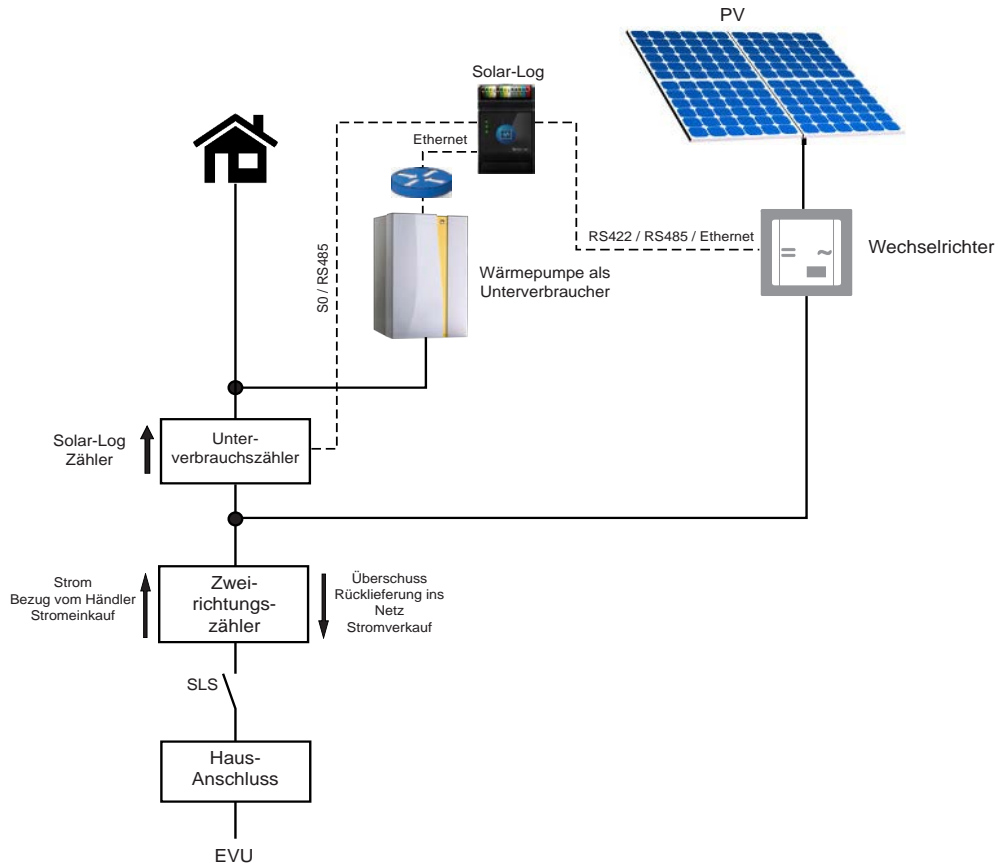 PV
Solar-Log
Ethernet
S0 / RS485
RS422 / RS485 / Ethernet
Wechselrichter
Wärmepumpe als
Unterverbraucher
Solar-Log
Zähler
Unter-
verbrauchszähler
Strom
Bezug vom Händler
Stromeinkauf
Zwei-
richtungs-
zähler
Überschuss
Rücklieferung ins
Netz
Stromverkauf
SLS
Haus-
Anschluss
EVU